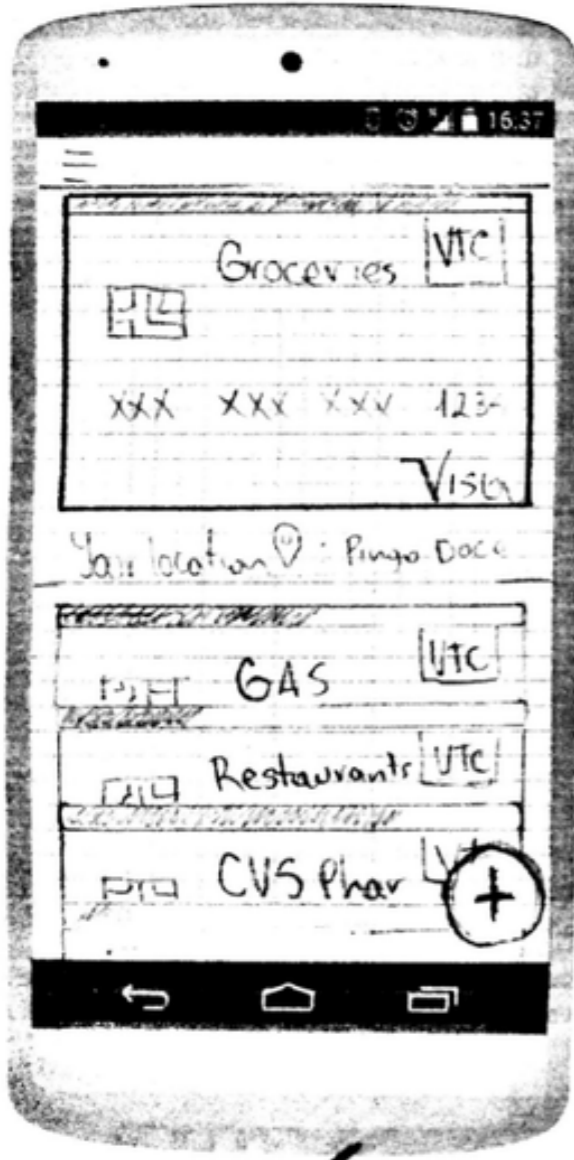 16:37
Groceries VTC
XXX XXX XXX 123
Visa
Your location : Pingo Doce
GAS VTC
Restaurants VTC
CVS Phar
+